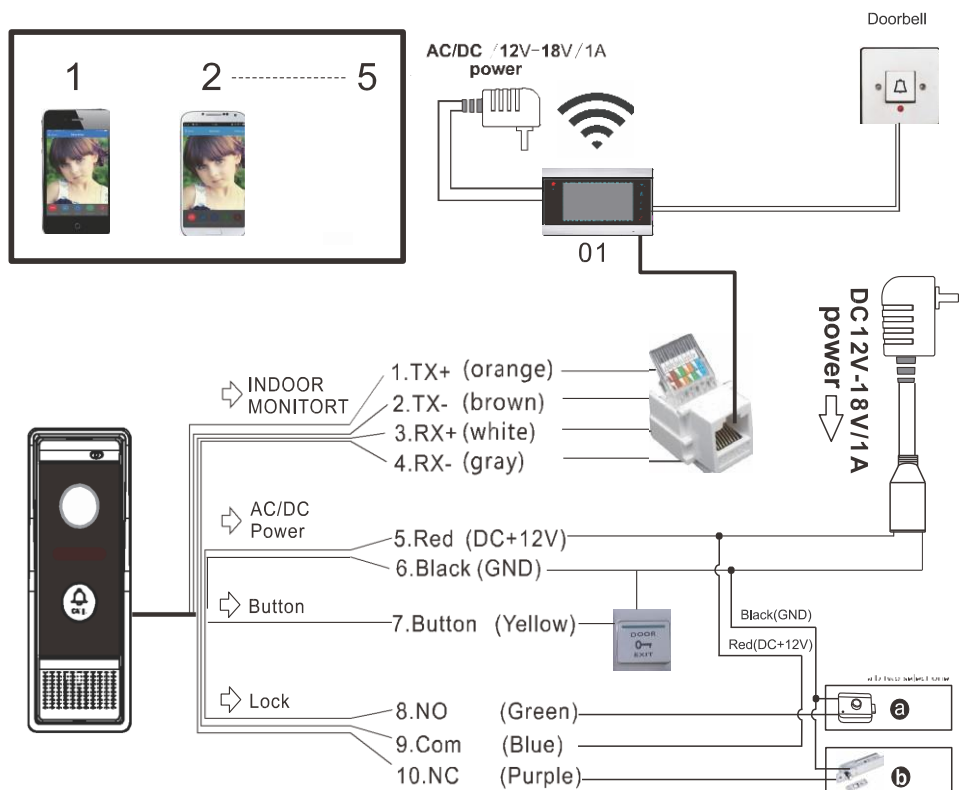 Doorbell
AC/DC /12V-18V/1A
power
1
2
5
01
DC12V-18V/1A
power
INDOOR
MONITORT
1.TX+ (orange)
2.TX- (brown)
3.RX+ (white)
4.RX- (gray)
AC/DC
Power
5.Red (DC+12V)
6.Black (GND)
Button
7.Button (Yellow)
DOOR
EXIT
Black(GND)
Red(DC+12V)
Lock
8.NO (Green)
9.Com (Blue)
10.NC (Purple)
a
b